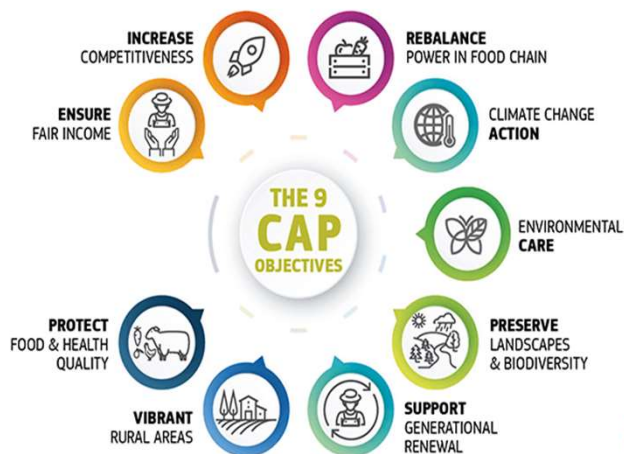 INCREASE
COMPETITIVENESS
REBALANCE
POWER IN FOOD CHAIN
ENSURE
FAIR INCOME
CLIMATE CHANGE
ACTION
THE 9
CAP
OBJECTIVES
ENVIRONMENTAL
CARE
PROTECT
FOOD & HEALTH
QUALITY
PRESERVE
LANDSCAPES
& BIODIVERSITY
VIBRANT
RURAL AREAS
SUPPORT
GENERATIONAL
RENEWAL